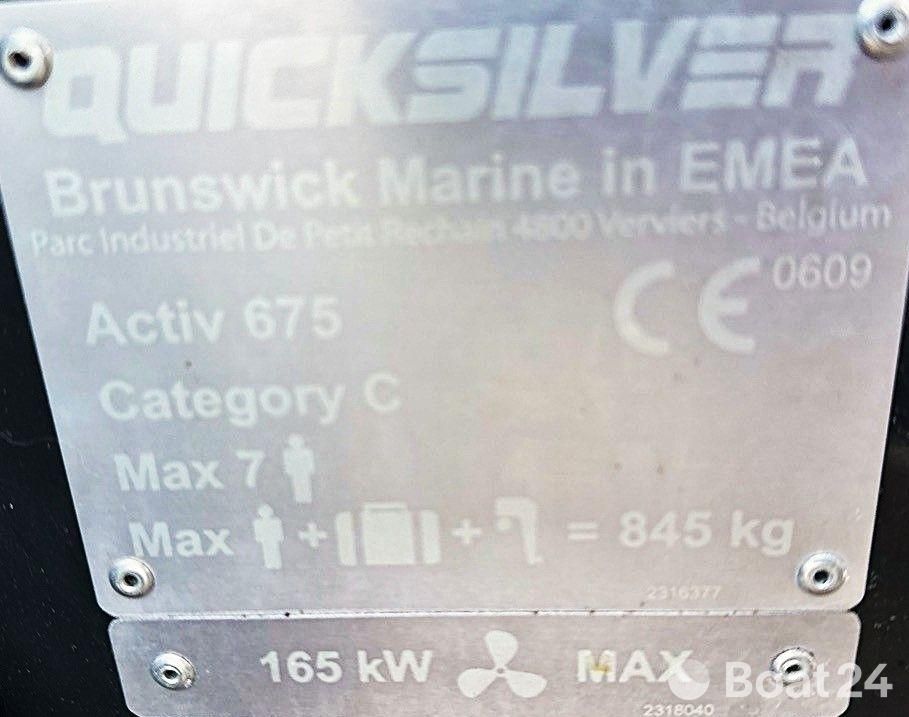 QUICKSILVER
Brunswick Marine in EMEA
Parc Industriel De Petit Rechain 4800 Verviers - Belgium
CE 0609
Activ 675
Category C
Max 7
Max + + = 845 kg
2316377
165 kW MAX
2318040
Boat24